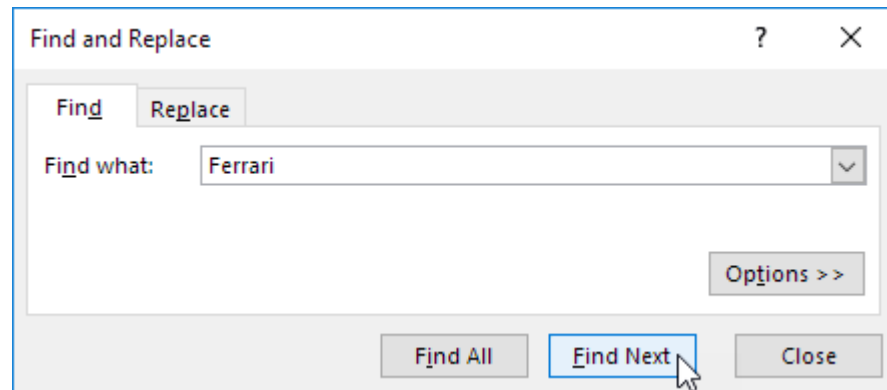 Find and Replace ?
Find Replace
Find what: Ferrari
Options >>
Find All Find Next Close